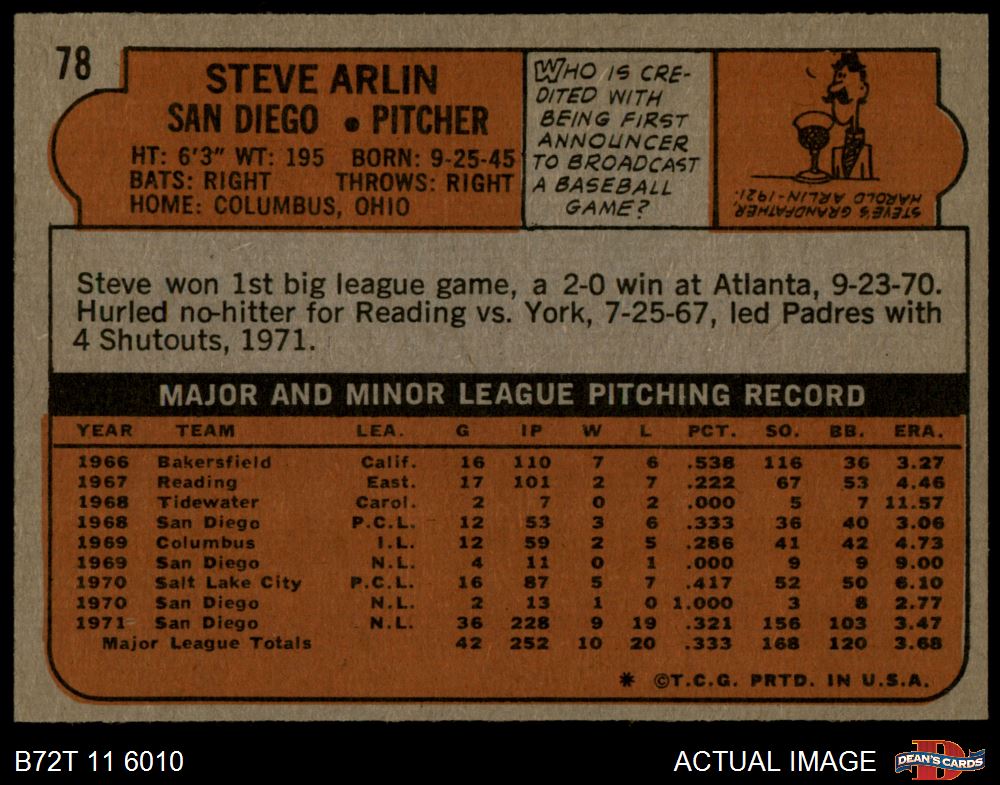 78
STEVE ARLIN
SAN DIEGO • PITCHER
HT: 6'3" WT: 195 BORN: 9-25-45
BATS: RIGHT THROWS: RIGHT
HOME: COLUMBUS, OHIO
WHO IS CRE-
DITED WITH
BEING FIRST
ANNOUNCER
TO BROADCAST
A BASEBALL
GAME?
STEVE'S GRANDFATHER,
HAROLD ARLIN-1921.
Steve won 1st big league game, a 2-0 win at Atlanta, 9-23-70.
Hurled no-hitter for Reading vs. York, 7-25-67, led Padres with
4 Shutouts, 1971.
MAJOR AND MINOR LEAGUE PITCHING RECORD
YEAR TEAM LEA. G IP W L PCT. SO. BB. ERA.
1966 Bakersfield Calif. 16 110 7 6 .538 116 36 3.27
1967 Reading East. 17 101 2 7 .222 67 53 4.46
1968 Tidewater Carol. 2 7 0 2 .000 5 7 11.57
1968 San Diego P.C.L. 12 53 3 6 .333 36 40 3.06
1969 Columbus I.L. 12 59 2 5 .286 41 42 4.73
1969 San Diego N.L. 4 11 0 1 .000 9 9 9.00
1970 Salt Lake City P.C.L. 16 87 5 7 .417 52 50 6.10
1970 San Diego N.L. 2 13 1 0 1.000 3 8 2.77
1971 San Diego N.L. 36 228 9 19 .321 156 103 3.47
Major League Totals 42 252 10 20 .333 168 120 3.68
* ©T.C.G. PRTD. IN U.S.A.
B72T 11 6010
ACTUAL IMAGE
DEAN'S CARDS